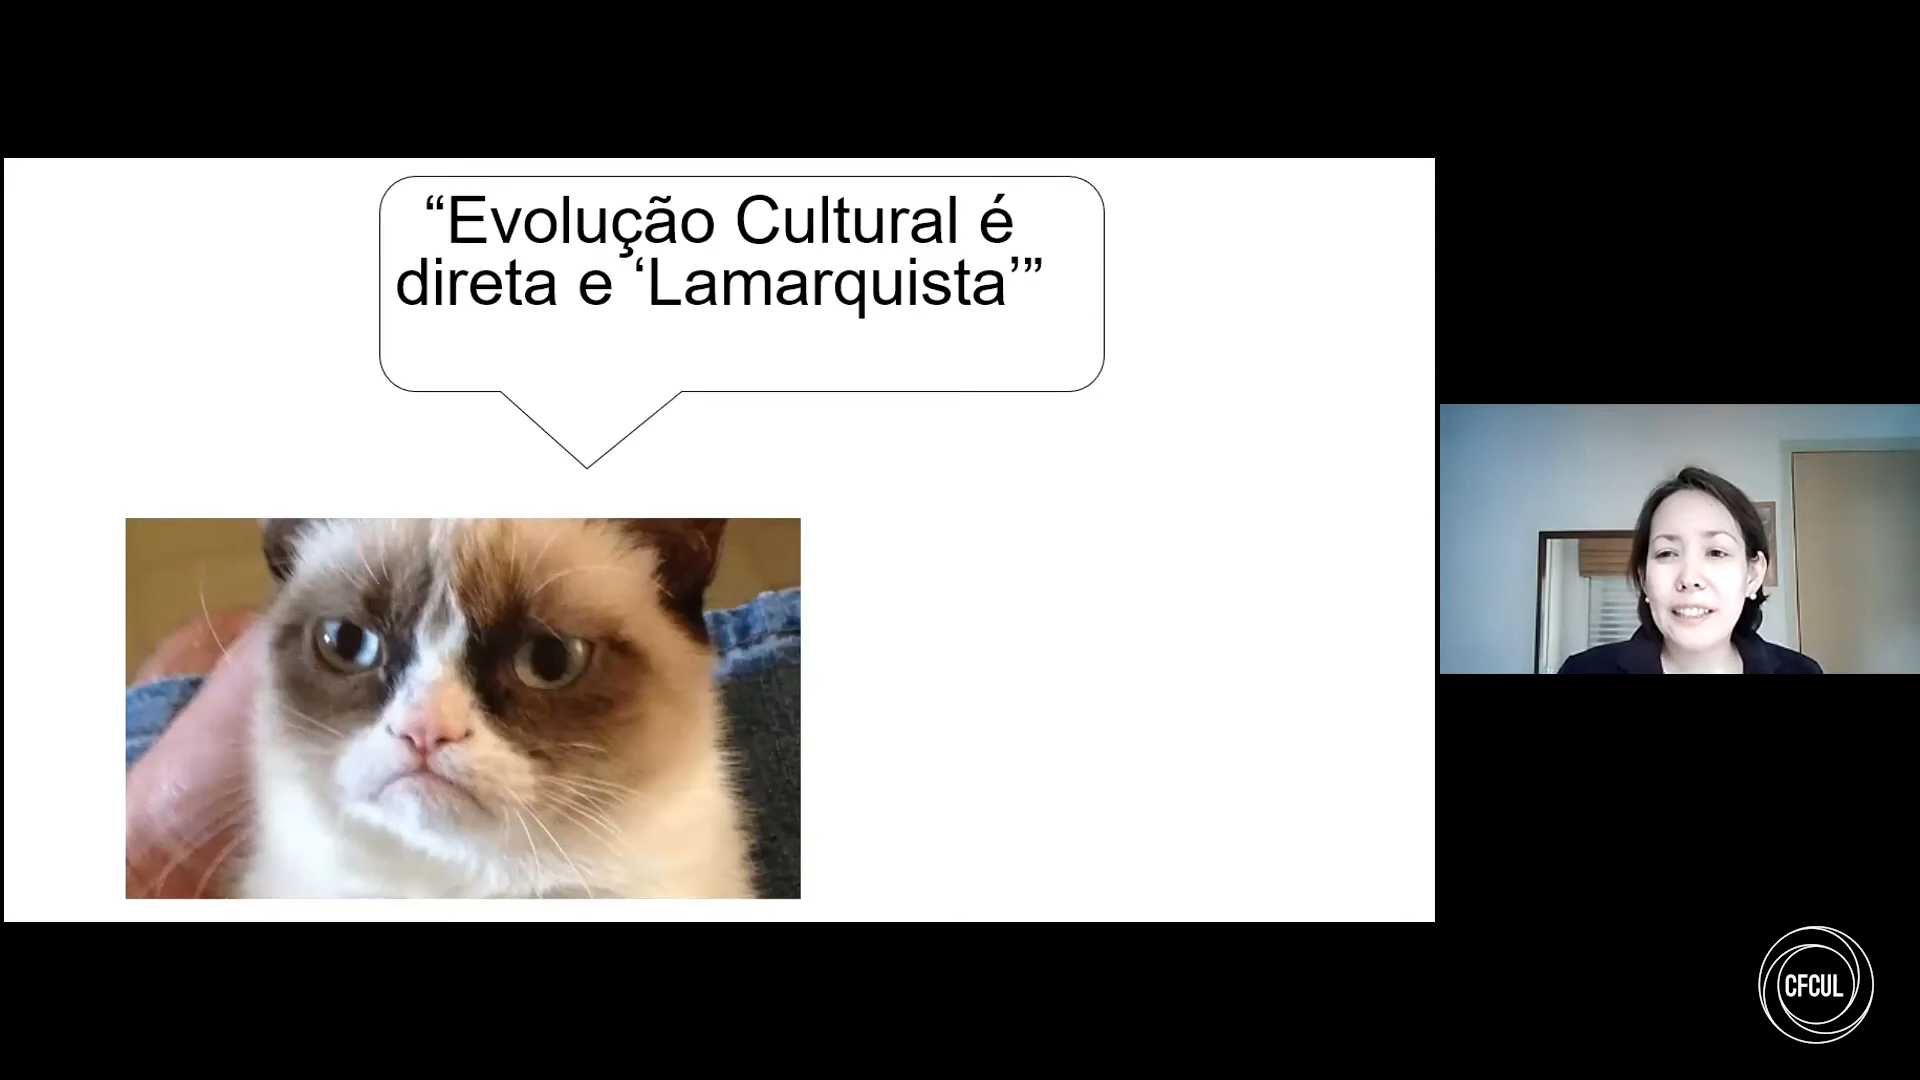 “Evolução Cultural é
direta e ‘Lamarquista’”
CFCUL